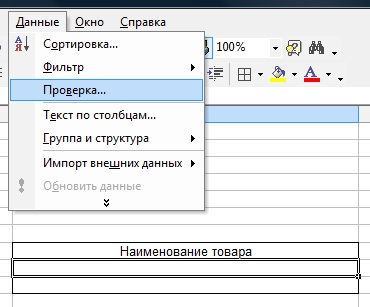 Данные Окно Справка
Сортировка...
100%
Фильтр
Проверка...
Текст по столбцам...
Группа и структура
Импорт внешних данных
Обновить данные
Наименование товара